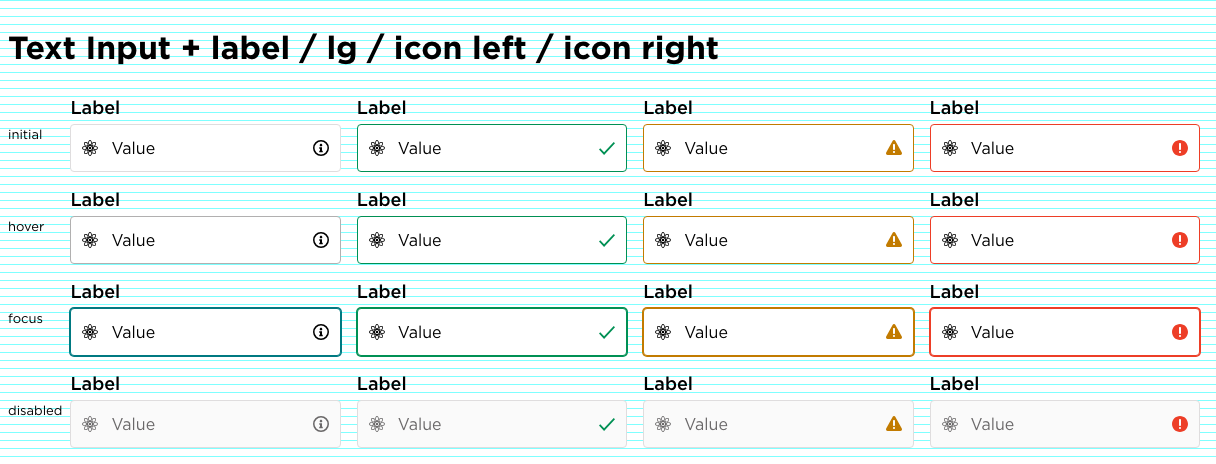 Text Input + label / lg / icon left / icon right
Label Label Label Label
initial Value Value Value Value
Label Label Label Label
hover Value Value Value Value
Label Label Label Label
focus Value Value Value Value
Label Label Label Label
disabled Value Value Value Value